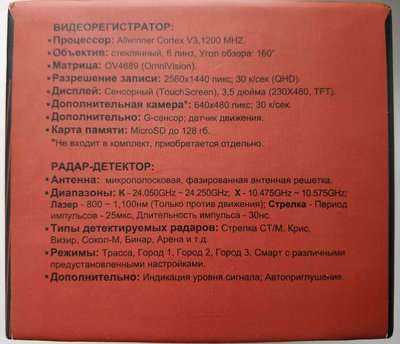 ВИДЕОРЕГИСТРАТОР:
• Процессор: Allwinner Cortex V3,1200 MHZ.
• Объектив: стеклянный, 6 линз, Угол обзора: 160°.
• Матрица: OV4689 (OmniVision).
• Разрешение записи: 2560x1440 пикс; 30 к/сек (QHD).
• Дисплей: Сенсорный (TouchScreen), 3,5 дюйма (230X480, TFT).
• Дополнительная камера*: 640x480 пикс; 30 к/сек.
• Дополнительно: G-сенсор; датчик движения.
• Карта памяти: MicroSD до 128 гб.
*Не входит в комплект, приобретается отдельно.
РАДАР-ДЕТЕКТОР:
• Антенна: микрополосковая, фазированная антенная решетка.
• Диапазоны: K - 24.050GHz ~ 24.250GHz; X - 10.475GHz ~ 10.575GHz;
Лазер - 800 ~ 1,100нм (Только против движения); Стрелка - Период
импульсов - 25мкс, Длительность импульса - 30нс.
• Типы детектируемых радаров: Стрелка СТ/М, Крис,
Визир, Сокол-М, Бинар, Арена и т.д.
• Режимы: Трасса, Город 1, Город 2, Город 3, Смарт с различными
предустановленными настройками.
• Дополнительно: Индикация уровня сигнала; Автоприглушение.